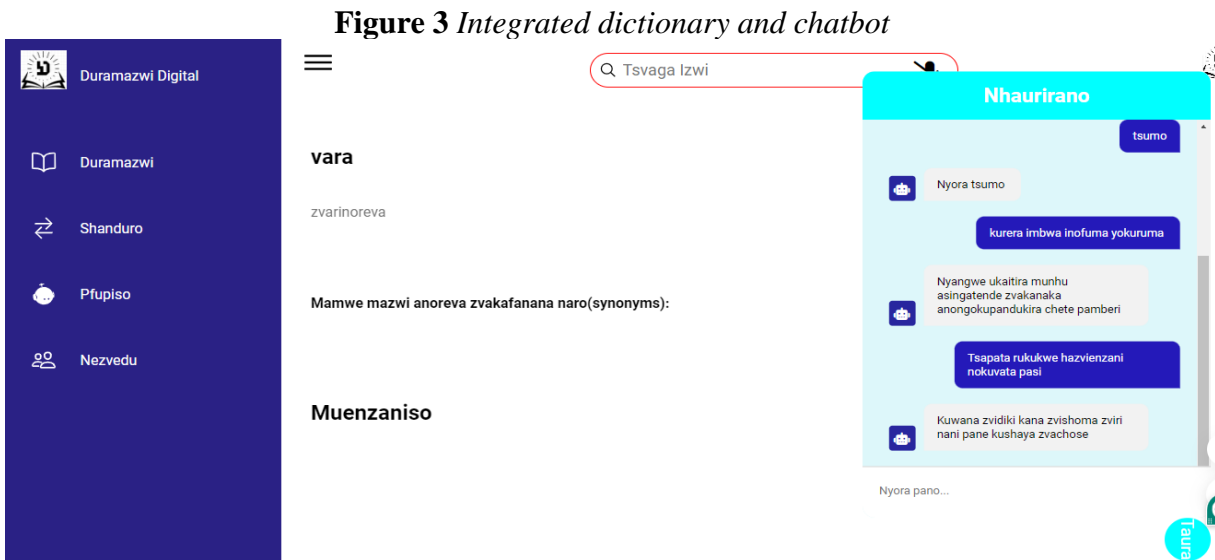 Figure 3 Integrated dictionary and chatbot
Duramazwi Digital
Duramazwi
Shanduro
Pfupiso
Nezvedu
Tsvaga Izwi
vara
zvarinoreva
Mamwe mazwi anoreva zvakafanana naro(synonyms):
Muenzaniso
Nhaurirano
tsumo
Nyora tsumo
kurera imbwa inofuma yokuruma
Nyangwe ukaitira munhu
asingatende zvakanaka
anongokupandukira chete pamberi
Tsapata rukukwe hazvienzani
nokuvata pasi
Kuwana zvidiki kana zvishoma zviri
nani pane kushaya zvachose
Nyora pano...
Taura